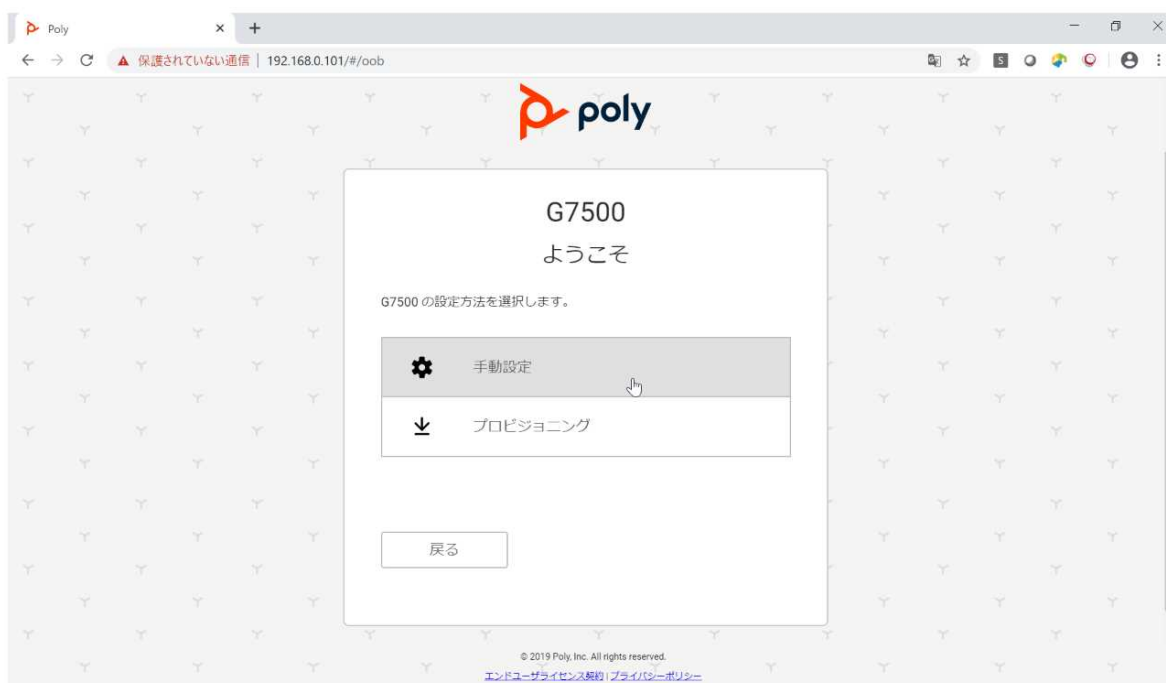 Poly
保護されていない通信 | 192.168.0.101/#/oob
poly
G7500
ようこそ
G7500 の設定方法を選択します。
手動設定
プロビジョニング
戻る
© 2019 Poly, Inc. All rights reserved.
エンドユーザライセンス契約 | プライバシーポリシー